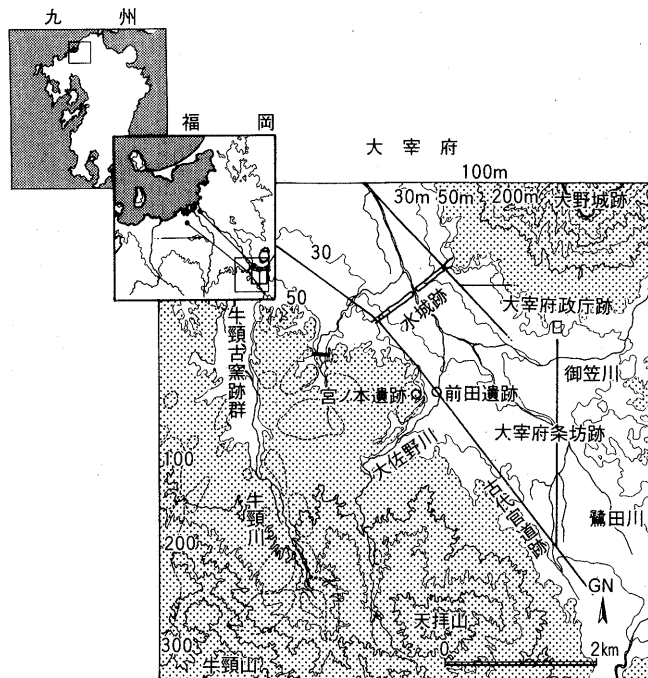 九州
福岡
大宰府
100m
30m 50m 200m
大野城跡
30
水城跡
大宰府政庁跡
50
70
牛頸古窯跡群
御笠川
宮ノ本遺跡
前田遺跡
大宰府条坊跡
大佐野川
100
古代官道跡
牛頸川
鷺田川
200
GN
天拝山
300
牛頸山
0 2km